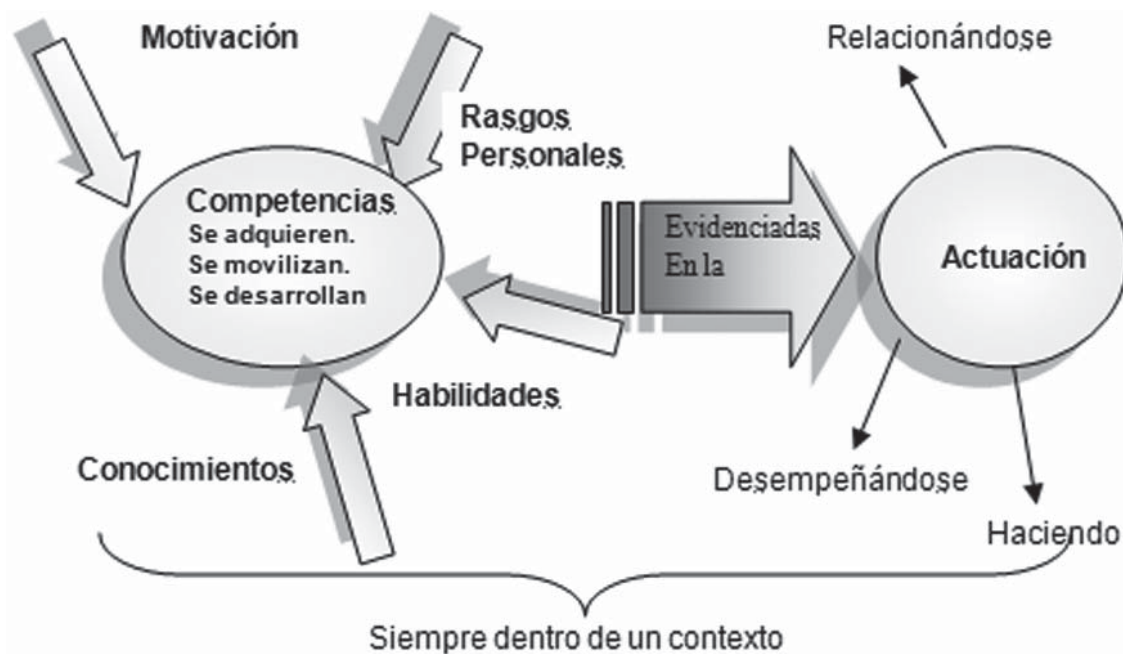 Motivación
Relacionándose
Rasgos
Personales
Competencias
Se adquieren.
Se movilizan.
Se desarrollan
Evidenciadas
En la
Actuación
Habilidades
Conocimientos
Desempeñándose
Haciendo
Siempre dentro de un contexto